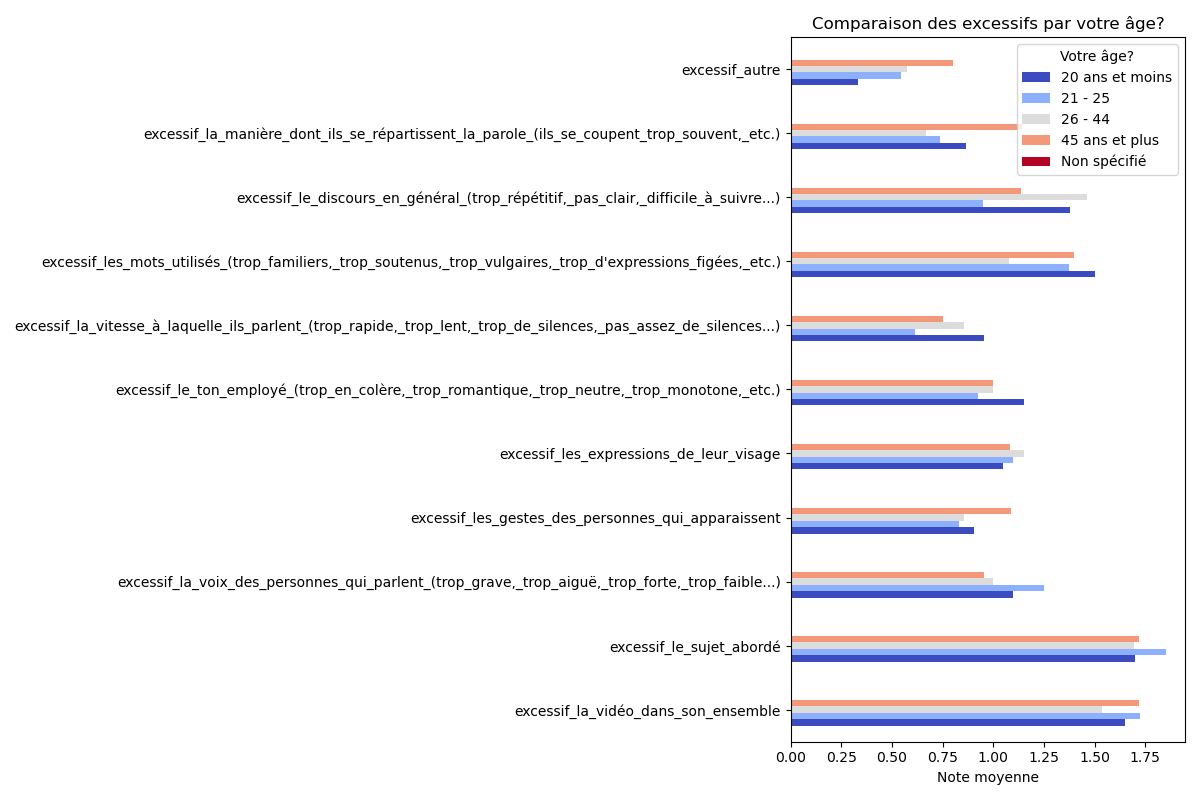 Comparaison des excessifs par votre âge?
Votre âge?
20 ans et moins
21 - 25
26 - 44
45 ans et plus
Non spécifié
excessif_autre
excessif_la_manière_dont_ils_se_répartissent_la_parole_(ils_se_coupent_trop_souvent,_etc.)
excessif_le_discours_en_général_(trop_répétitif,_pas_clair,_difficile_à_suivre...)
excessif_les_mots_utilisés_(trop_familiers,_trop_soutenus,_trop_vulgaires,_trop_d'expressions_figées,_etc.)
excessif_la_vitesse_à_laquelle_ils_parlent_(trop_rapide,_trop_lent,_trop_de_silences,_pas_assez_de_silences...)
excessif_le_ton_employé_(trop_en_colère,_trop_romantique,_trop_neutre,_trop_monotone,_etc.)
excessif_les_expressions_de_leur_visage
excessif_les_gestes_des_personnes_qui_apparaissent
excessif_la_voix_des_personnes_qui_parlent_(trop_grave,_trop_aiguë,_trop_forte,_trop_faible...)
excessif_le_sujet_abordé
excessif_la_vidéo_dans_son_ensemble
0.00 0.25 0.50 0.75 1.00 1.25 1.50 1.75
Note moyenne